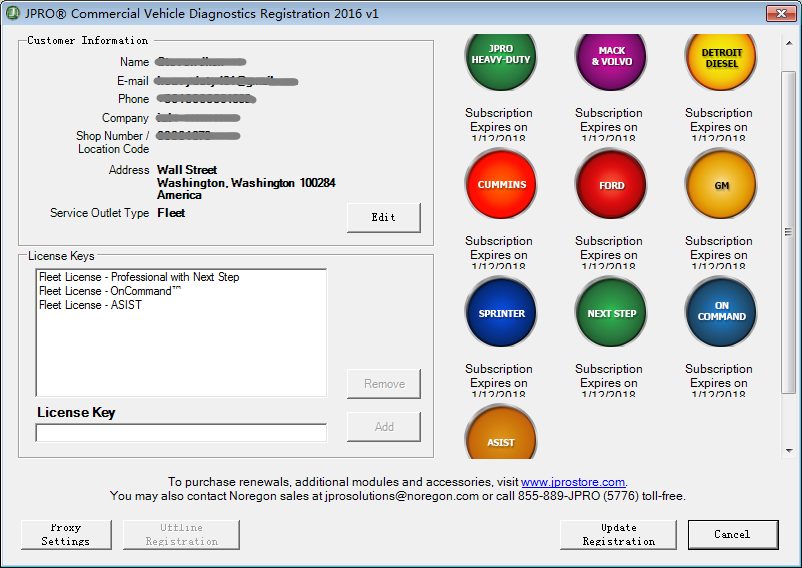 JPRO® Commercial Vehicle Diagnostics Registration 2016 v1
Customer Information
Name
E-mail
Phone
Company
Shop Number /
Location Code
Address Wall Street
Washington, Washington 100284
America
Service Outlet Type Fleet
Edit
License Keys
Fleet License - Professional with Next Step
Fleet License - OnCommand™
Fleet License - ASIST
Remove
License Key
Add
JPRO
HEAVY-DUTY
MACK
& VOLVO
DETROIT
DIESEL
Subscription
Expires on
1/12/2018
Subscription
Expires on
1/12/2018
Subscription
Expires on
1/12/2018
CUMMINS
FORD
GM
Subscription
Expires on
1/12/2018
Subscription
Expires on
1/12/2018
Subscription
Expires on
1/12/2018
SPRINTER
NEXT STEP
ON
COMMAND
Subscription
Expires on
1/12/2018
Subscription
Expires on
1/12/2018
Subscription
Expires on
1/12/2018
ASIST
To purchase renewals, additional modules and accessories, visit www.jprostore.com.
You may also contact Noregon sales at jprosolutions@noregon.com or call 855-889-JPRO (5776) toll-free.
Proxy
Settings
Offline
Registration
Update
Registration
Cancel